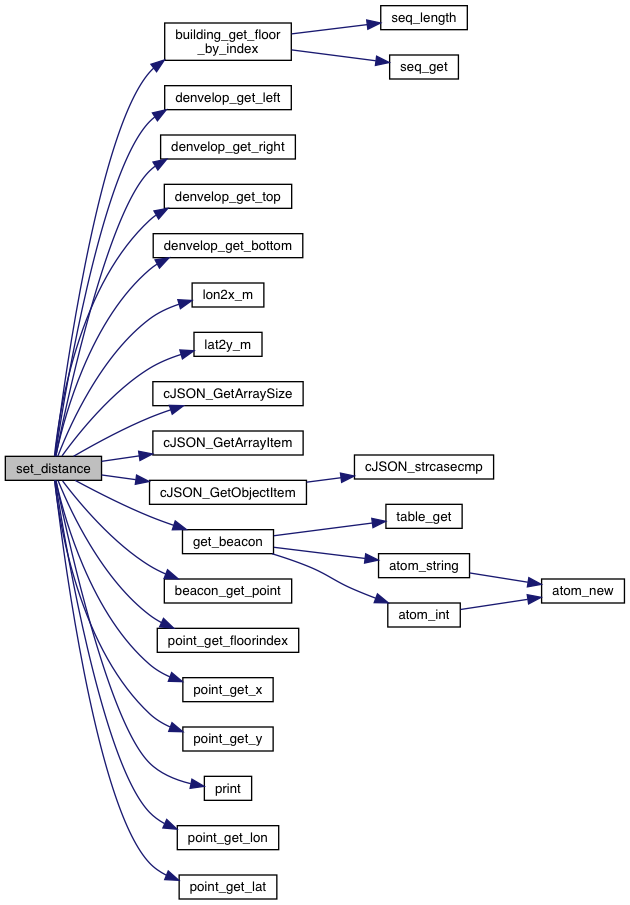 building_get_floor
_by_index
seq_length
seq_get
denvelop_get_left
denvelop_get_right
denvelop_get_top
denvelop_get_bottom
lon2x_m
lat2y_m
cJSON_GetArraySize
cJSON_GetArrayItem
set_distance
cJSON_GetObjectItem
cJSON_strcasecmp
get_beacon
table_get
atom_string
atom_int
atom_new
beacon_get_point
point_get_floorindex
point_get_x
point_get_y
print
point_get_lon
point_get_lat